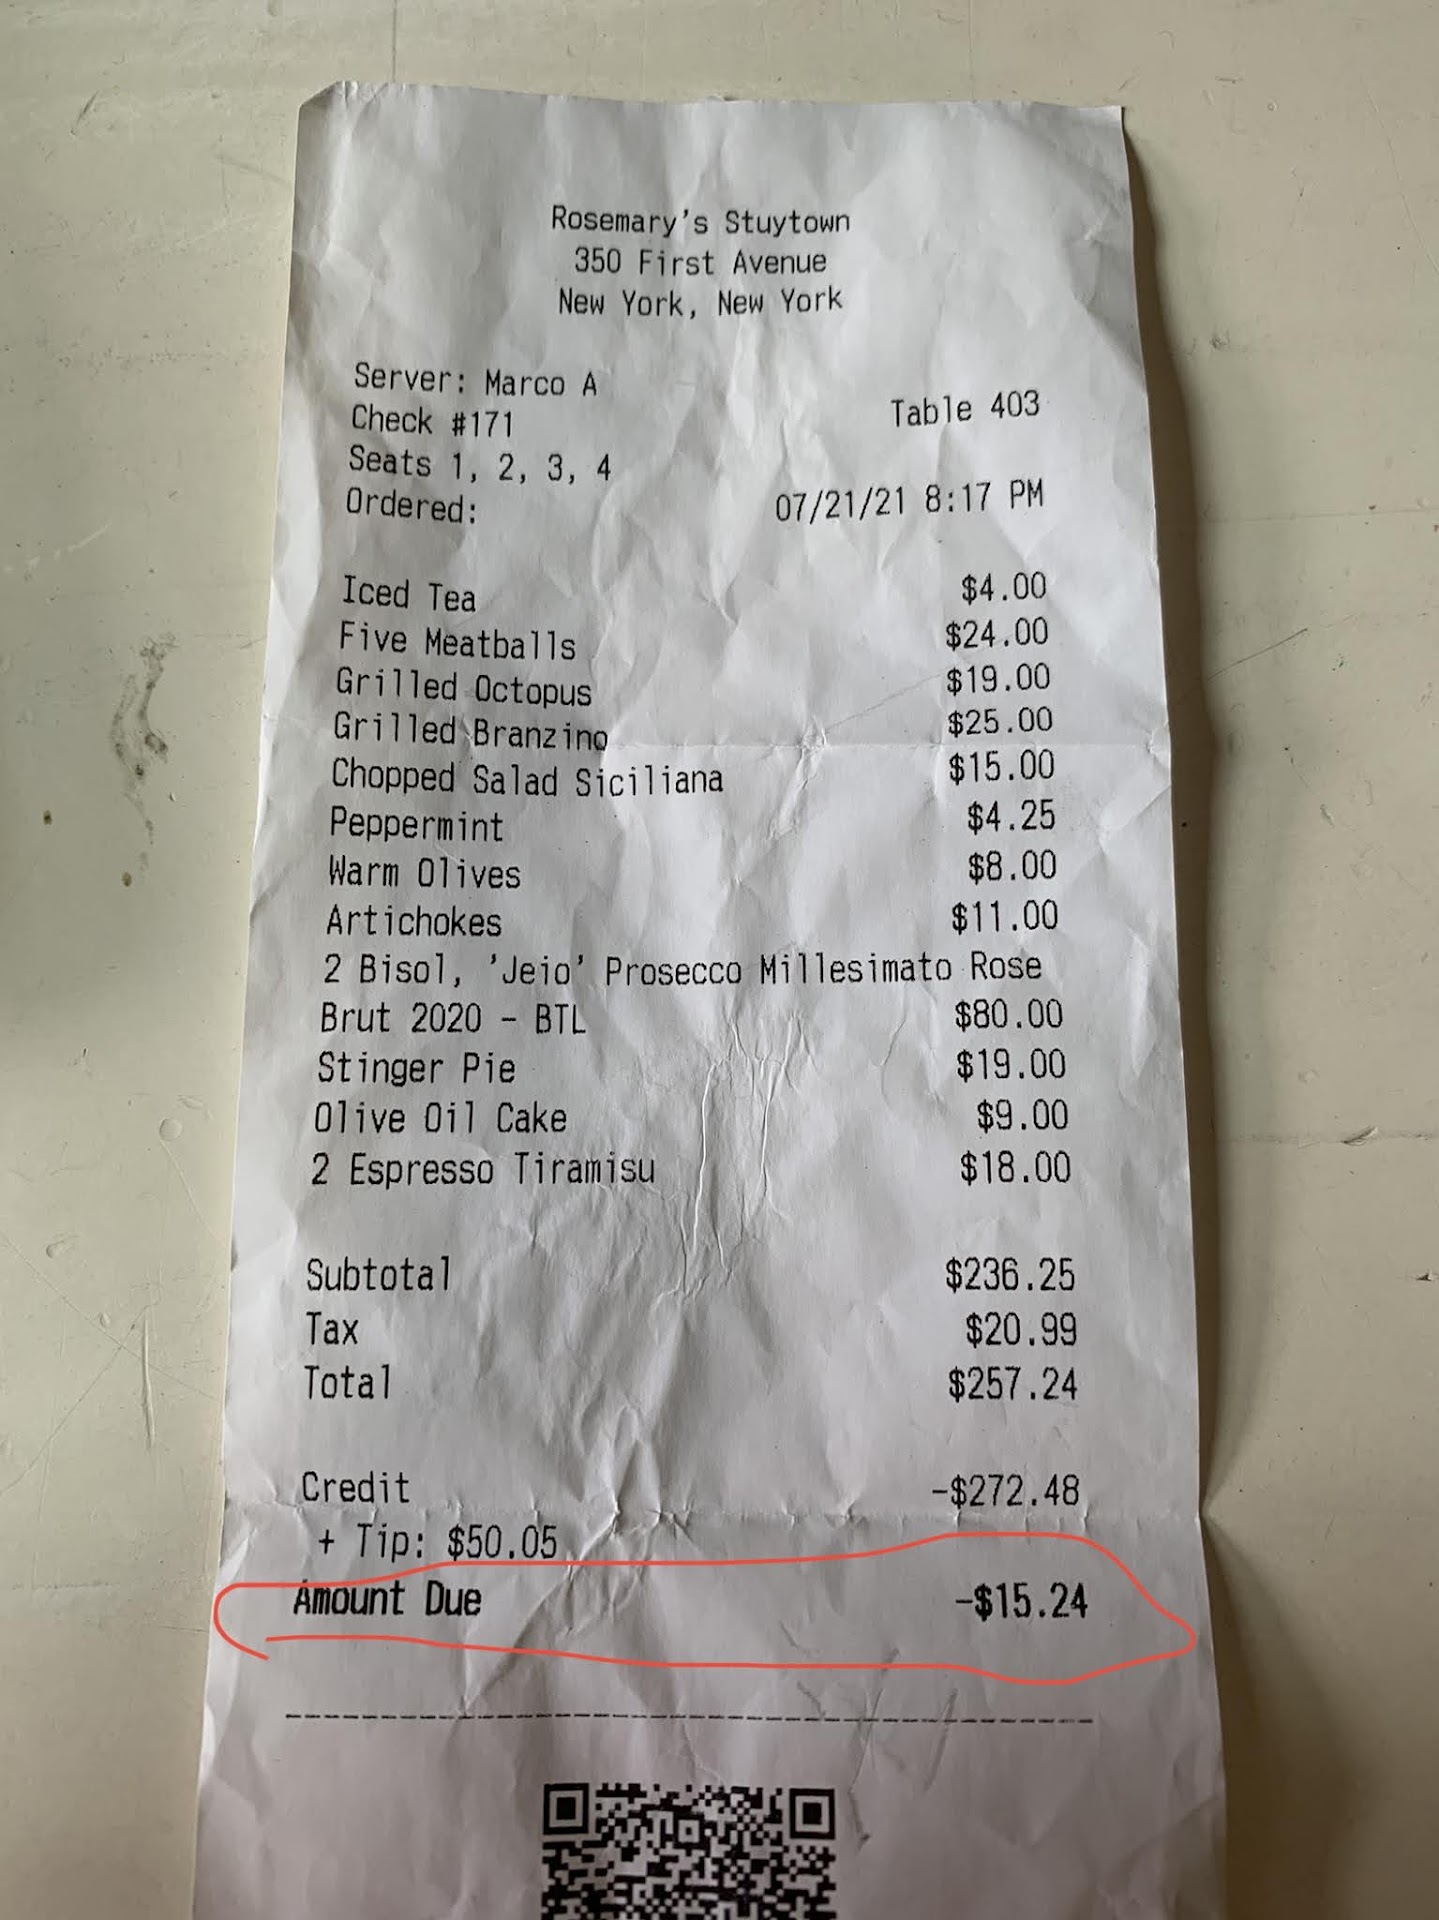 Rosemary's Stuytown
350 First Avenue
New York, New York
Server: Marco A
Check #171
Table 403
Seats 1, 2, 3, 4
Ordered:
07/21/21 8:17 PM
Iced Tea $4.00
Five Meatballs $24.00
Grilled Octopus $19.00
Grilled Branzino $25.00
Chopped Salad Siciliana $15.00
Peppermint $4.25
Warm Olives $8.00
Artichokes $11.00
2 Bisol, 'Jeio' Prosecco Millesimato Rose
Brut 2020 - BTL $80.00
Stinger Pie $19.00
Olive Oil Cake $9.00
2 Espresso Tiramisu $18.00
Subtotal $236.25
Tax $20.99
Total $257.24
Credit -$272.48
+ Tip: $50.05
Amount Due -$15.24